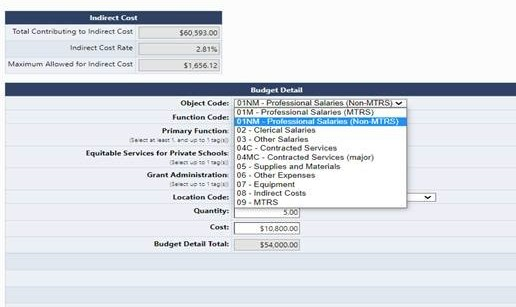 Indirect Cost
Total Contributing to Indirect Cost $60,593.00
Indirect Cost Rate 2.81%
Maximum Allowed for Indirect Cost $1,656.12
Budget Detail
Object Code: 01NM - Professional Salaries (Non-MTRS)
01M - Professional Salaries (MTRS)
Function Code: 01NM - Professional Salaries (Non-MTRS)
Primary Function: 02 - Clerical Salaries
(Select at least 1, and up to 1 tag(s)) 03 - Other Salaries
04C - Contracted Services
Equitable Services for Private Schools: 04MC - Contracted Services (major)
(Select up to 1 tag(s)) 05 - Supplies and Materials
Grant Administration: 06 - Other Expenses
(Select up to 1 tag(s)) 07 - Equipment
Location Code: 08 - Indirect Costs
09 - MTRS
Quantity: 5.00
Cost: $10,800.00
Budget Detail Total: $54,000.00